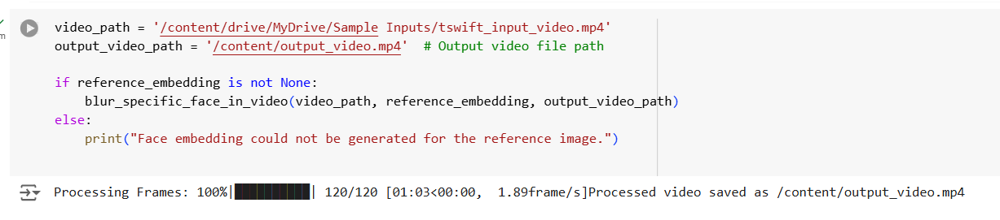 video_path = '/content/drive/MyDrive/Sample Inputs/tswift_input_video.mp4'
output_video_path = '/content/output_video.mp4'  # Output video file path
if reference_embedding is not None:
    blur_specific_face_in_video(video_path, reference_embedding, output_video_path)
else:
    print("Face embedding could not be generated for the reference image.")
Processing Frames: 100%|██████████| 120/120 [01:03<00:00,  1.89frame/s]Processed video saved as /content/output_video.mp4